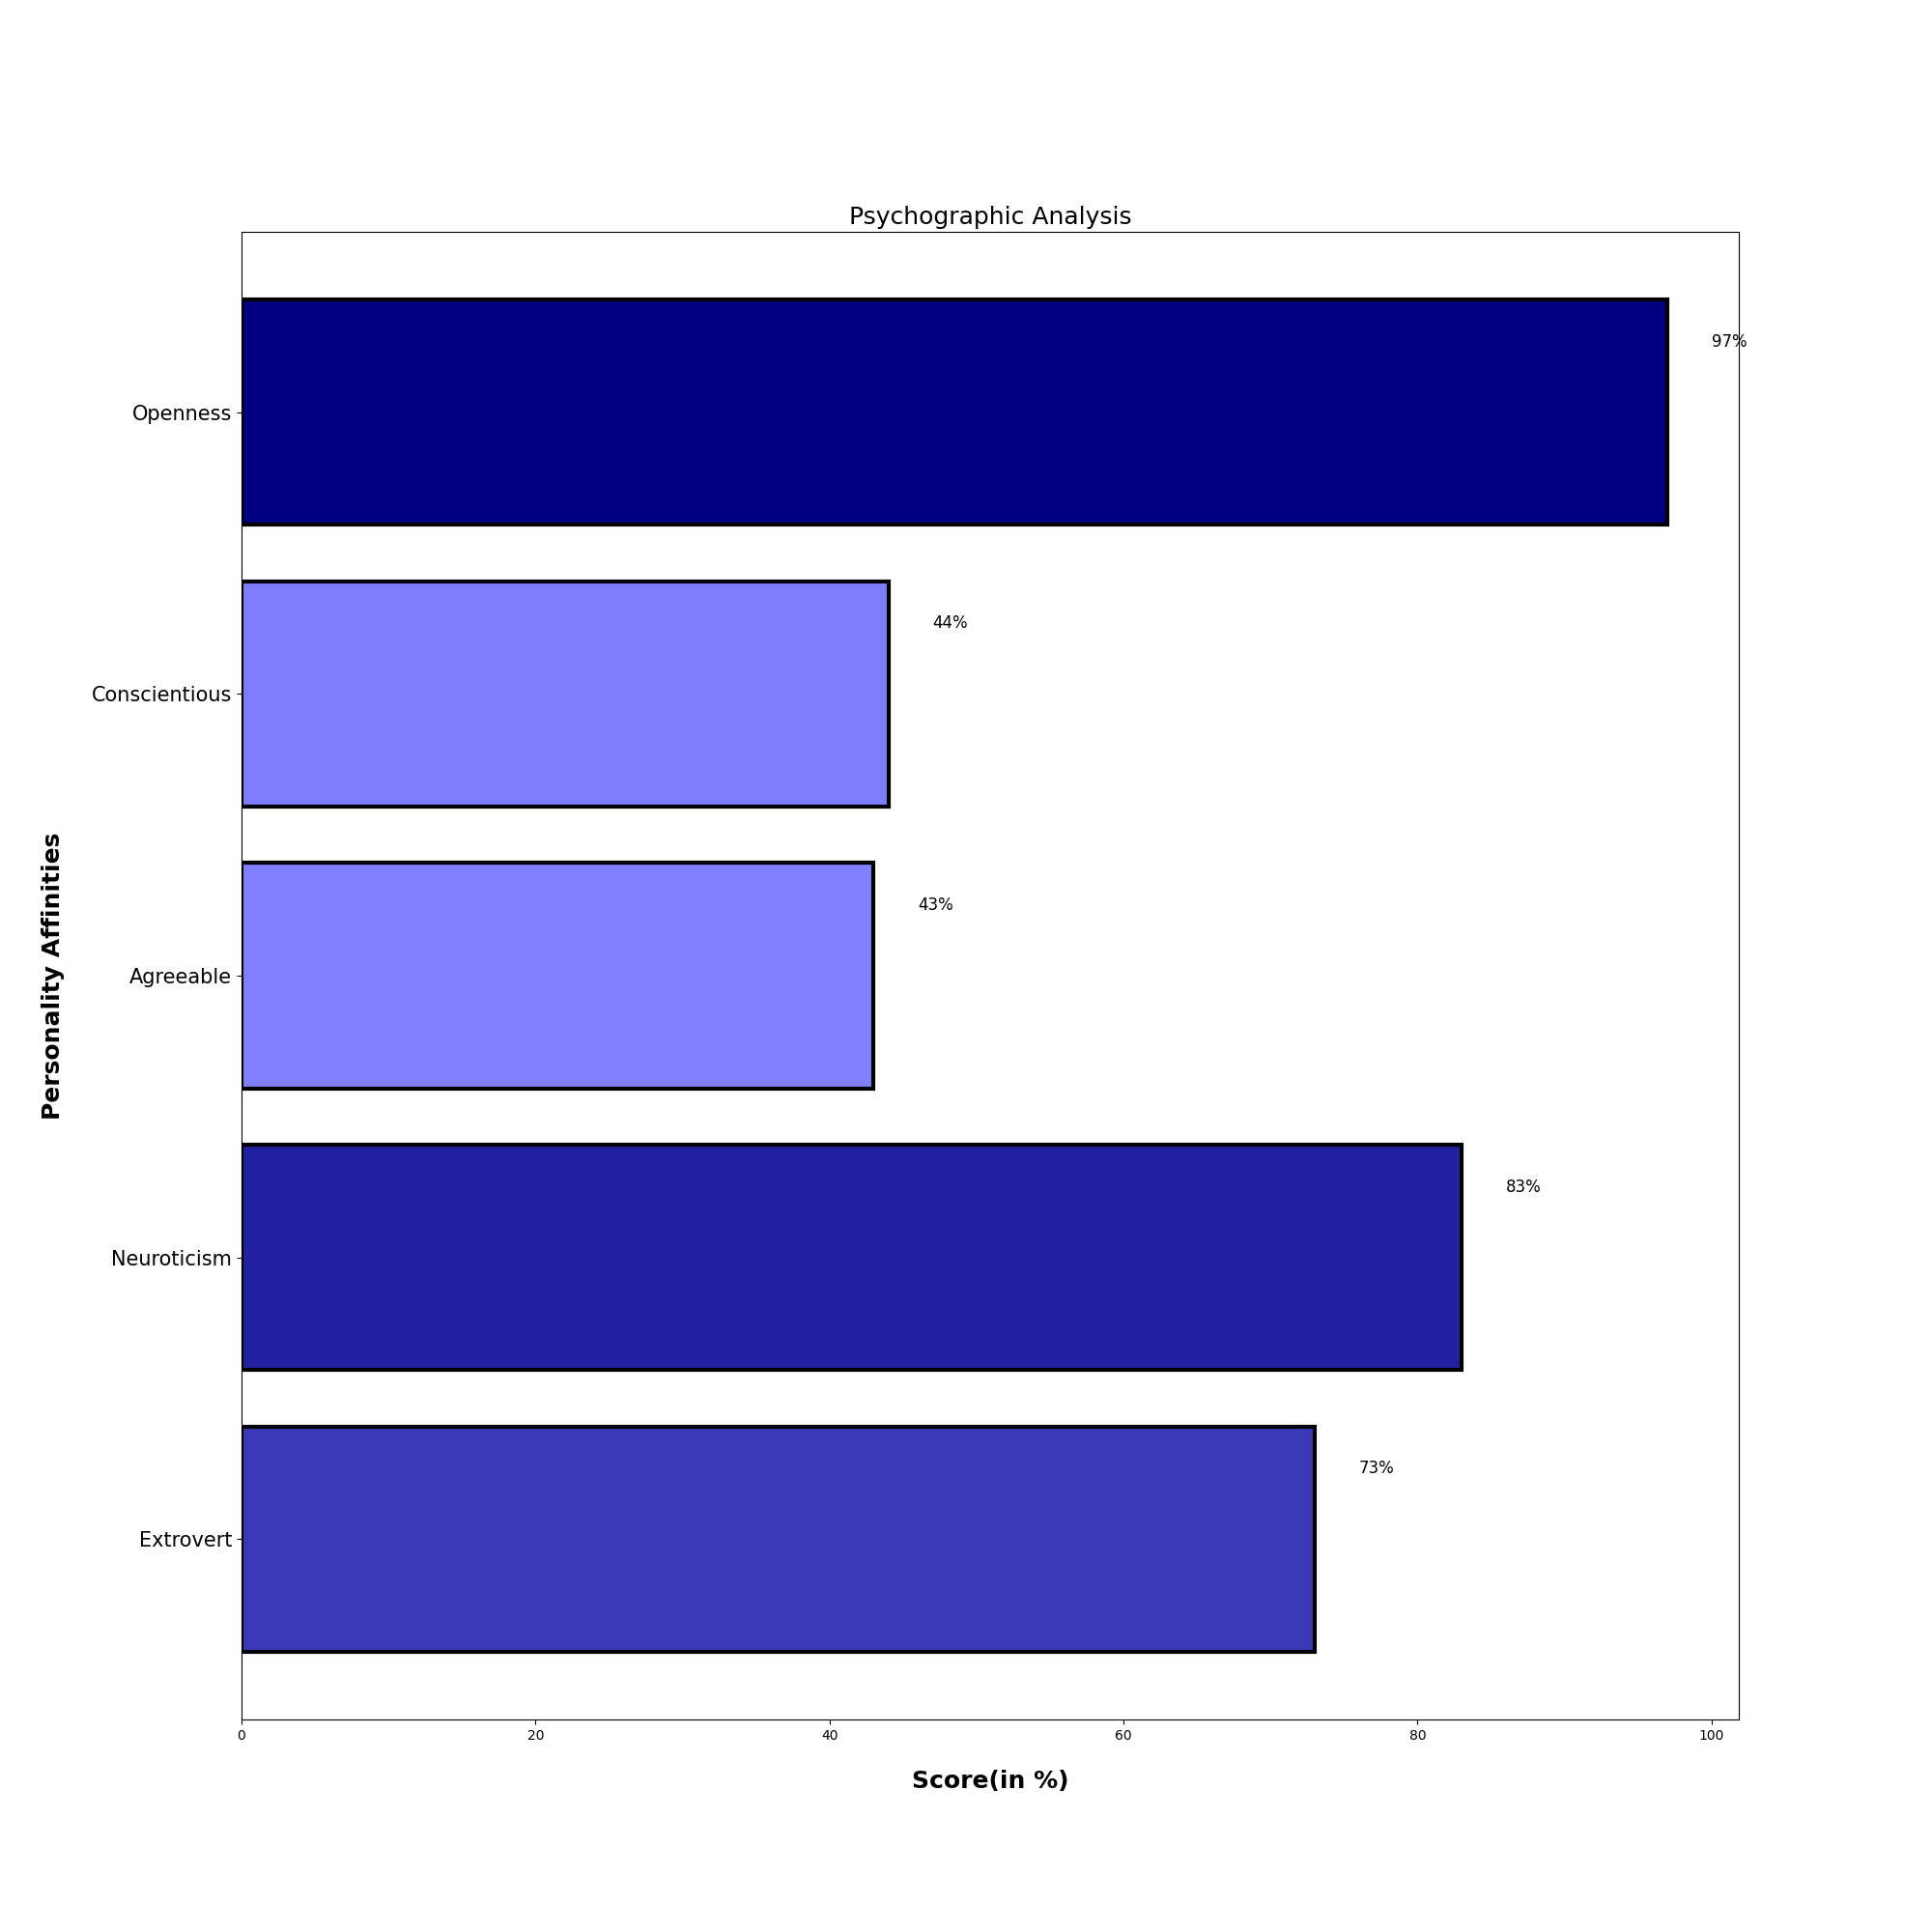 Psychographic Analysis
97%
Openness
44%
Conscientious
43%
Agreeable
83%
Neuroticism
73%
Extrovert
Personality Affinities
0 20 40 60 80 100
Score(in %)